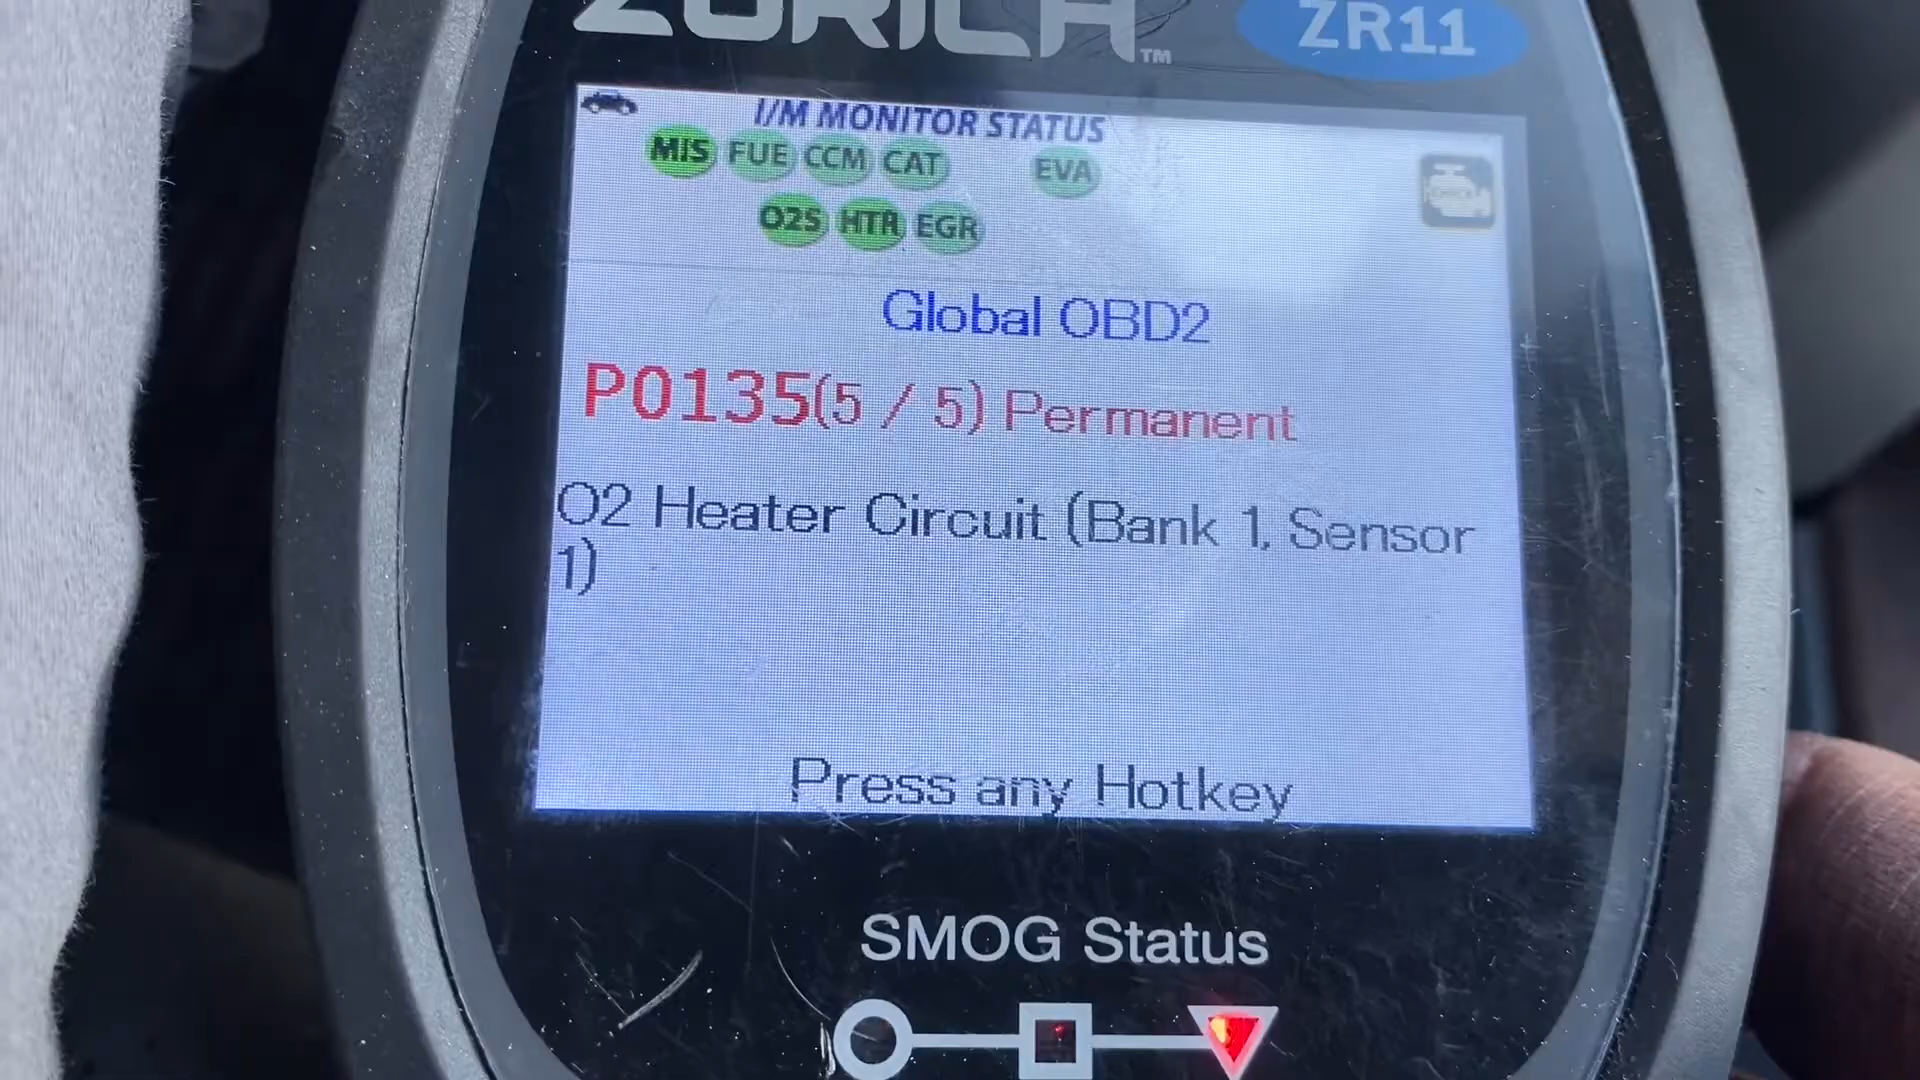 ZURICH™ ZR11
I/M MONITOR STATUS
MIS FUE CCM CAT EVA
O2S HTR EGR
Global OBD2
P0135(5 / 5) Permanent
O2 Heater Circuit (Bank 1, Sensor
1)
Press any Hotkey
SMOG Status